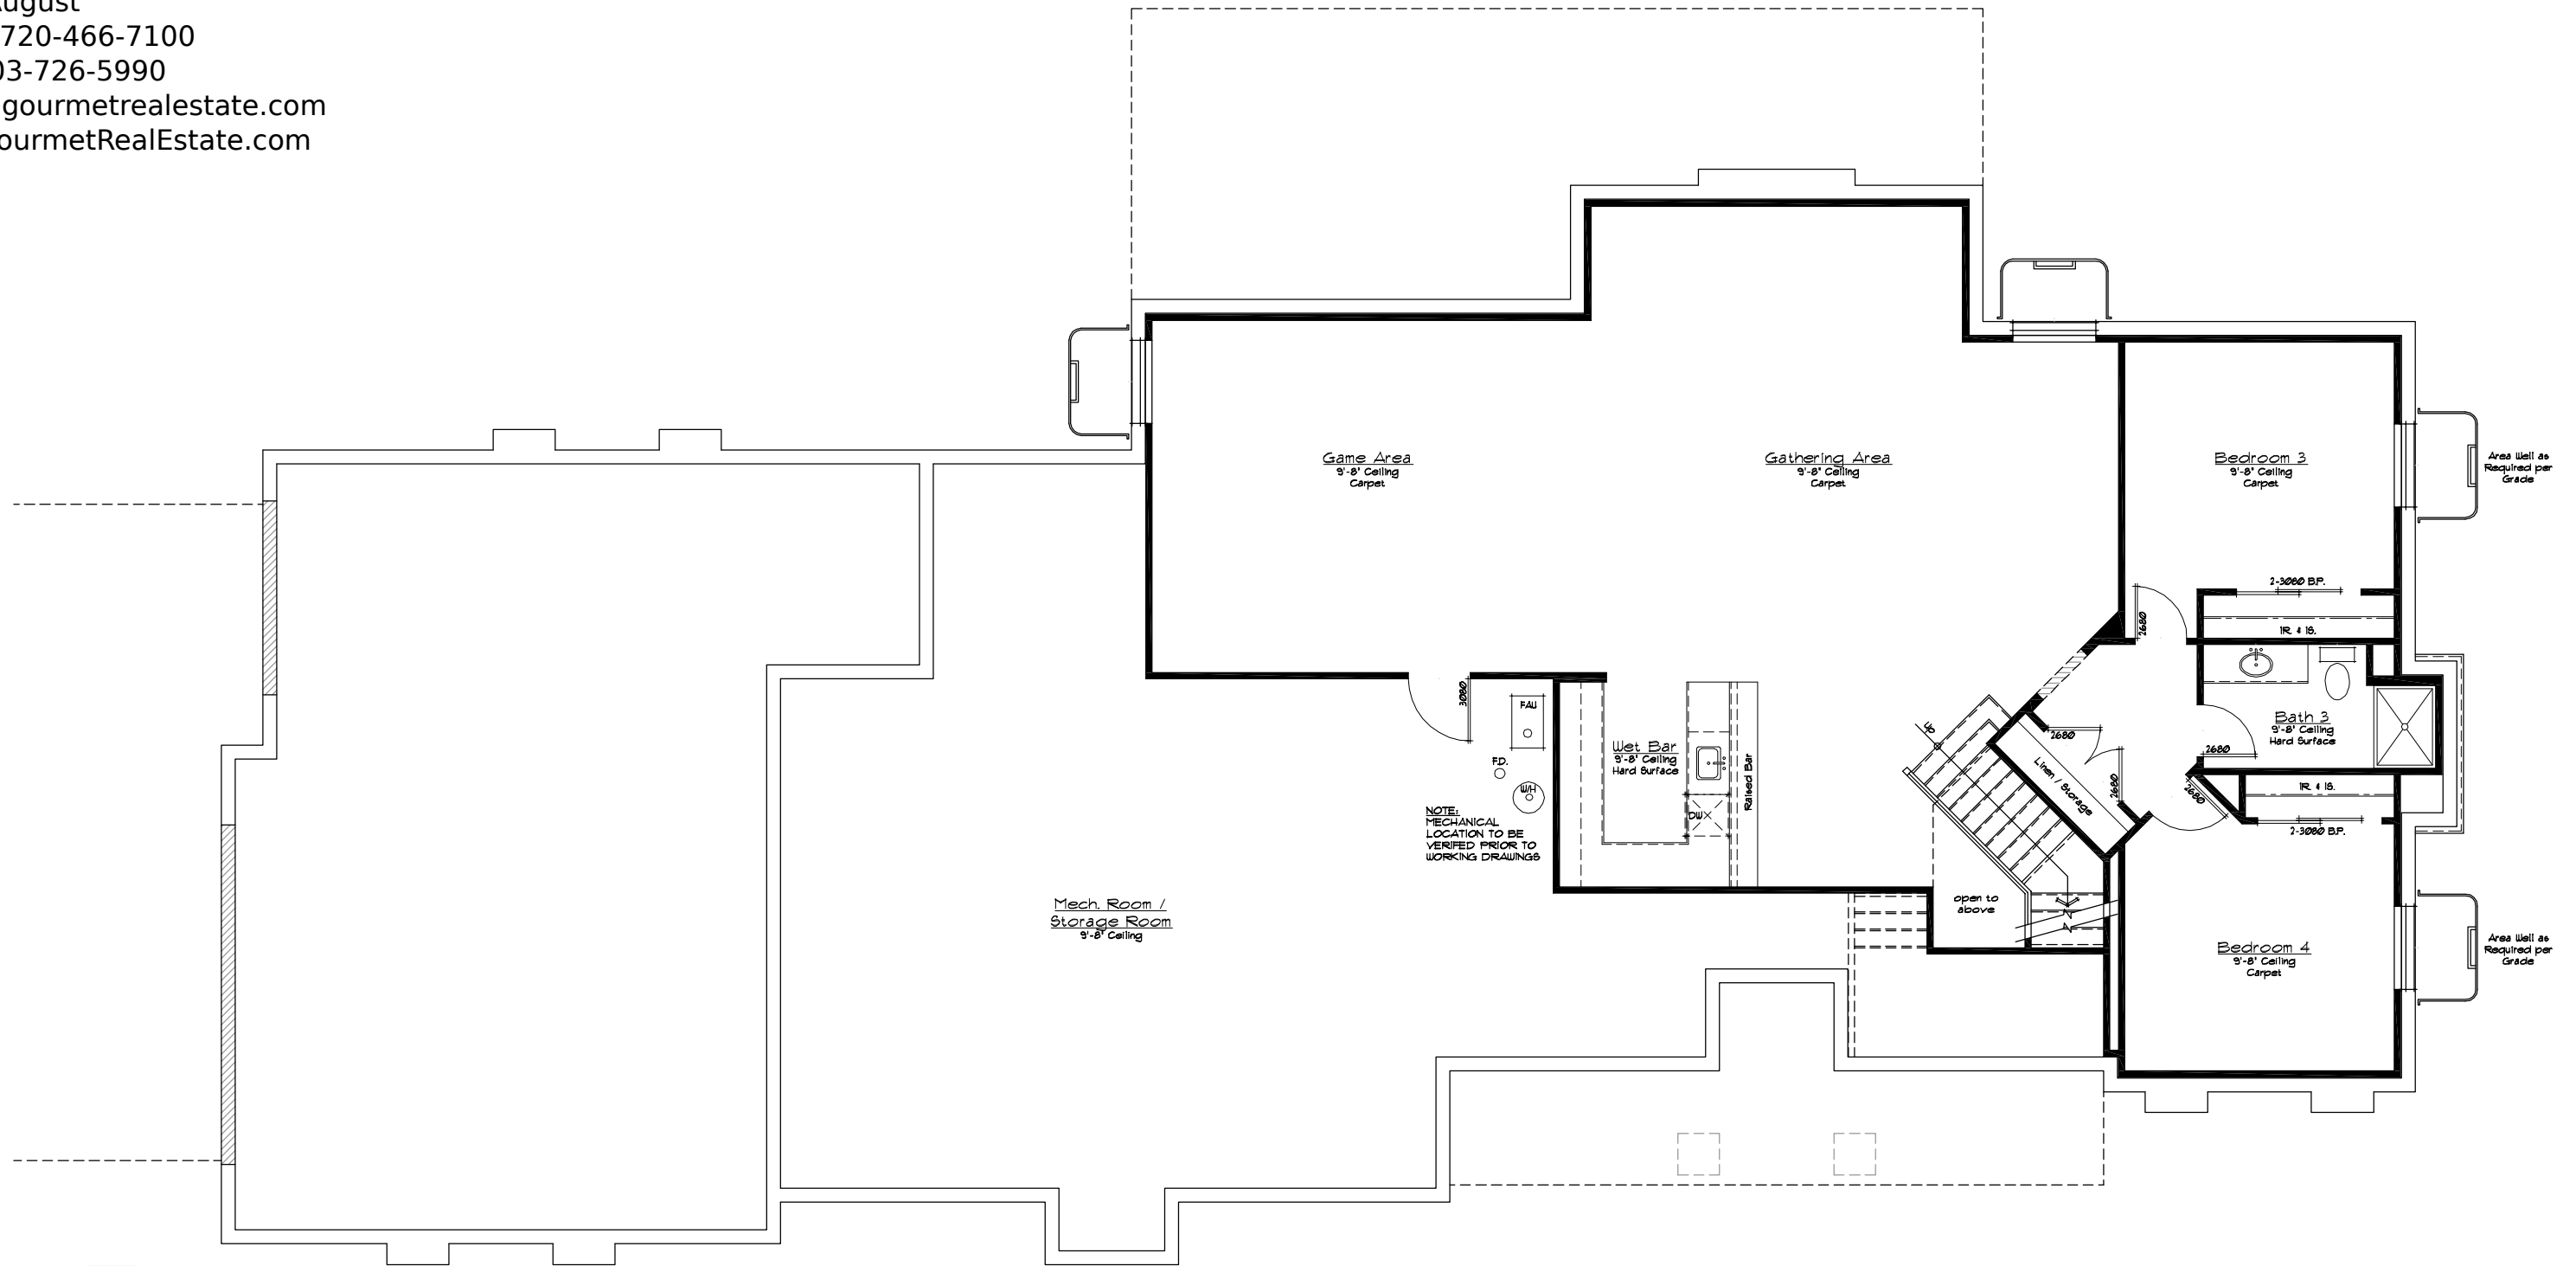 August
720-466-7100
03-726-5990
gourmetrealestate.com
ourmetRealEstate.com
Game Area
9'-8" Ceiling
Carpet
Gathering Area
9'-8" Ceiling
Carpet
Bedroom 3
9'-8" Ceiling
Carpet
Area Well as
Required per
Grade
2-3080 B.P.
1R. & 1S.
2680
3080
FAU
F.D.
W/H
NOTE:
MECHANICAL
LOCATION TO BE
VERIFED PRIOR TO
WORKING DRAWINGS
Wet Bar
9'-8" Ceiling
Hard Surface
Raised Bar
DW
Up
2680
Linen / Storage
2680
2680
Bath 3
9'-8" Ceiling
Hard Surface
2680
1R. & 1S.
2-3080 B.P.
Mech. Room /
Storage Room
9'-8" Ceiling
open to
above
Bedroom 4
9'-8" Ceiling
Carpet
Area Well as
Required per
Grade